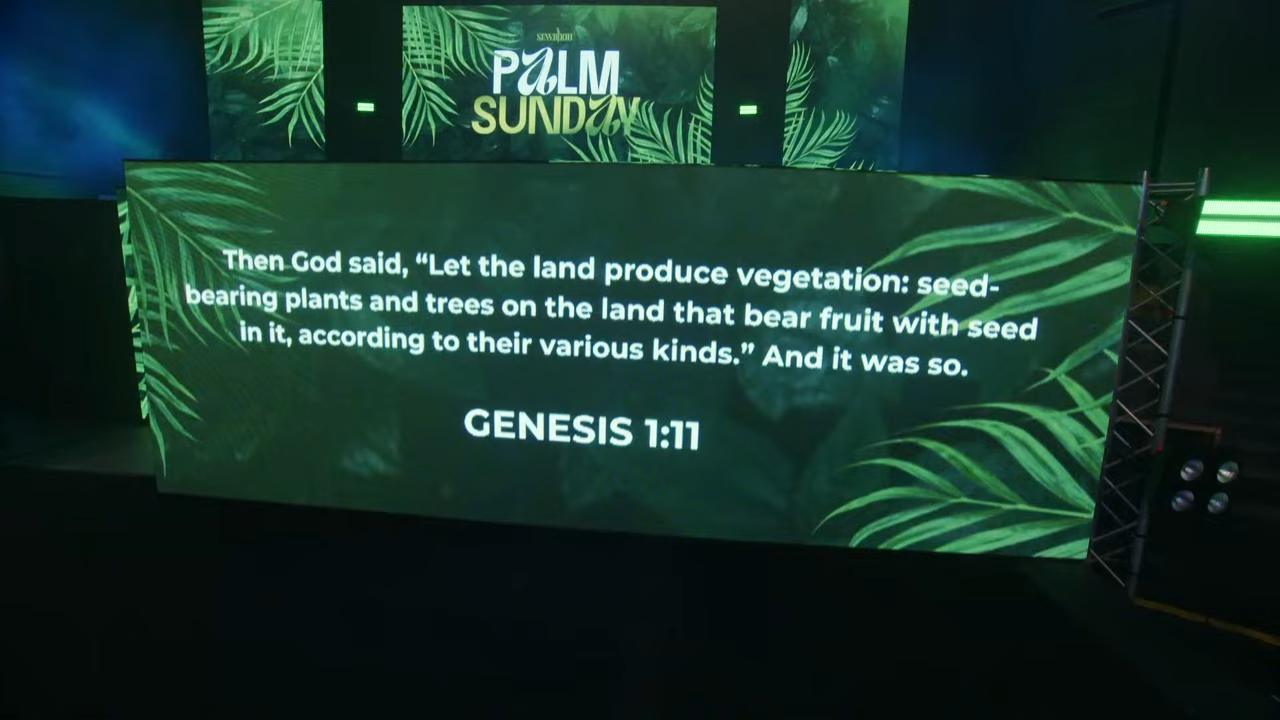 PALM
SUNDAY
Then God said, “Let the land produce vegetation: seed-
bearing plants and trees on the land that bear fruit with seed
in it, according to their various kinds.” And it was so.
GENESIS 1:11